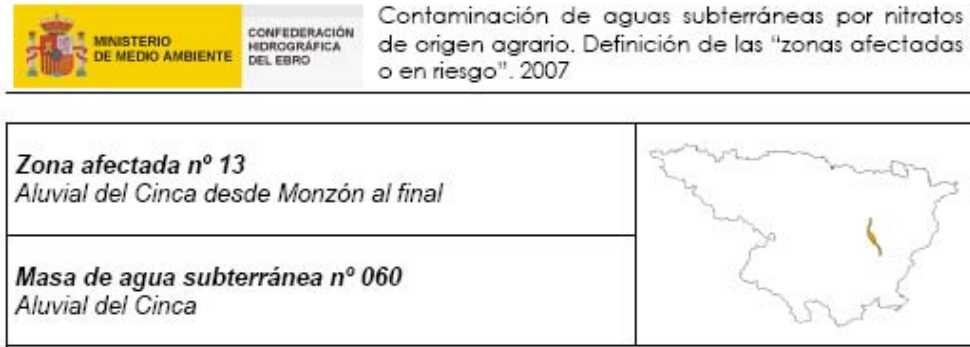 MINISTERIO
DE MEDIO AMBIENTE
CONFEDERACIÓN
HIDROGRÁFICA
DEL EBRO
Contaminación de aguas subterráneas por nitratos
de origen agrario. Definición de las “zonas afectadas
o en riesgo”. 2007
Zona afectada nº 13
Aluvial del Cinca desde Monzón al final
Masa de agua subterránea nº 060
Aluvial del Cinca